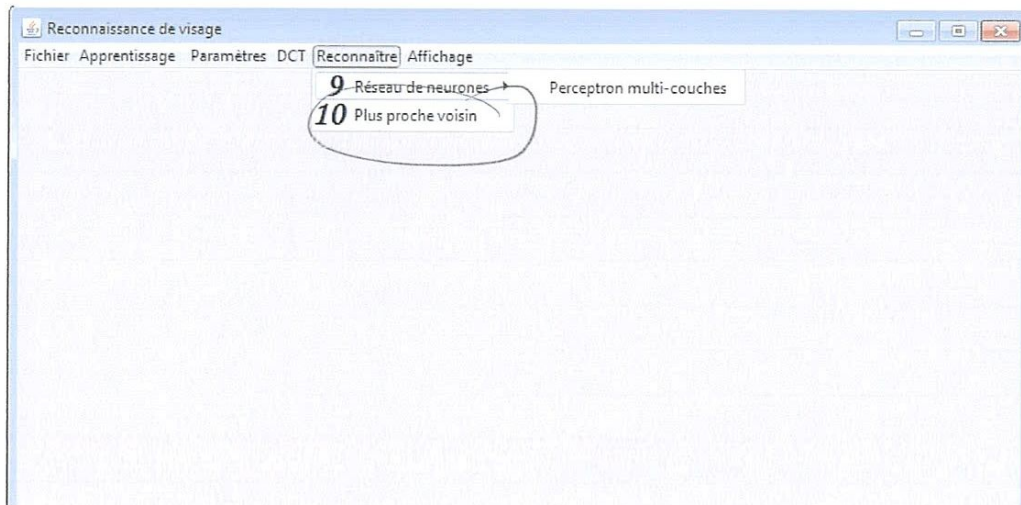 Reconnaissance de visage
Fichier Apprentissage Paramètres DCT Reconnaître Affichage
9 Réseau de neurones Perceptron multi-couches
10 Plus proche voisin